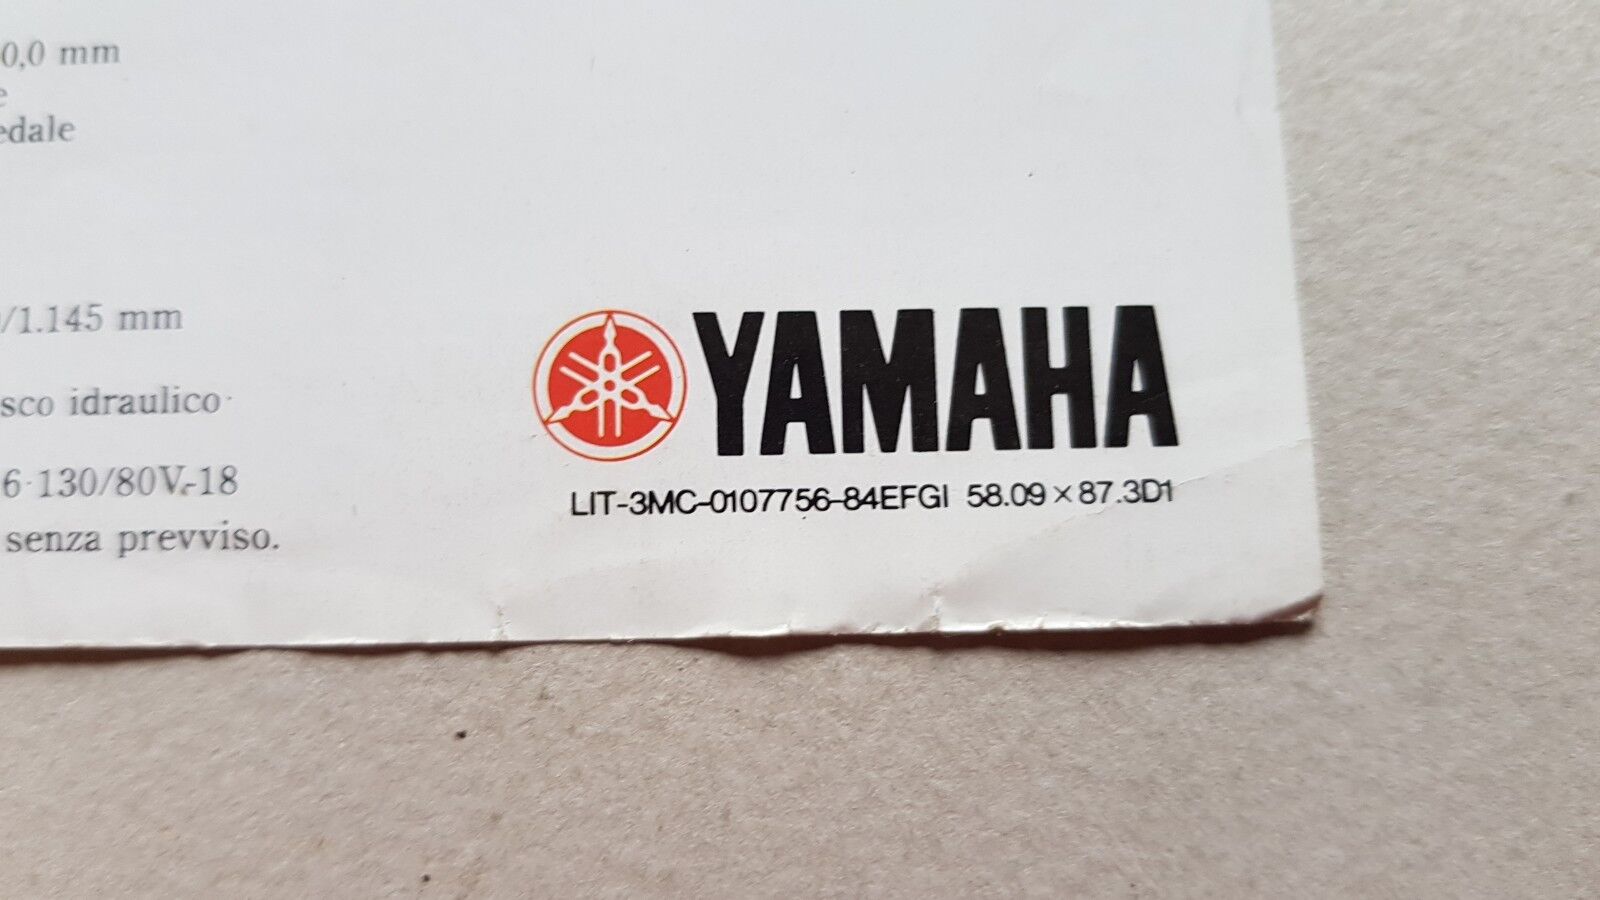 0,0 mm
e
edale
/1.145 mm
sco idraulico
6·130/80V-18
senza prevviso.
YAMAHA
LIT-3MC-0107756-84EFGI 58.09×87.3D1